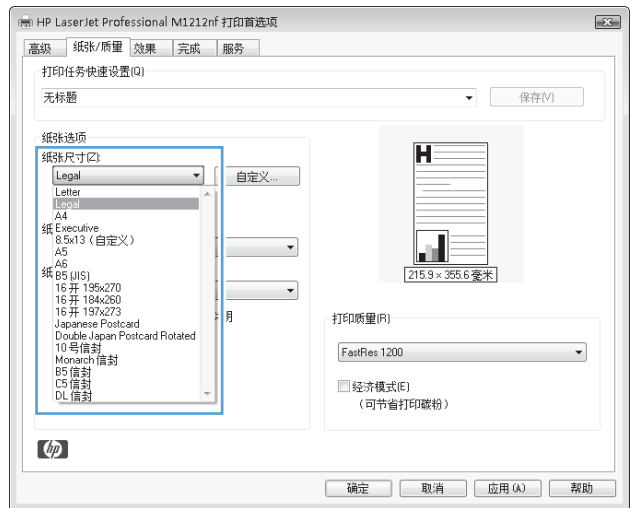 HP LaserJet Professional M1212nf 打印首选项
高级 纸张/质量 效果 完成 服务
打印任务快速设置(Q)
无标题
保存(V)
纸张选项
纸张尺寸(Z):
Legal
自定义...
Letter
Legal
A4
Executive
8.5x13（自定义）
A5
A6
B5 (JIS)
16 开 195x270
16 开 184x260
16 开 197x273
Japanese Postcard
Double Japan Postcard Rotated
10 号信封
Monarch 信封
B5 信封
C5 信封
DL 信封
纸
纸
H
215.9 × 355.6 毫米
打印质量(R)
FastRes 1200
经济模式(E)
（可节省打印碳粉）
hp
确定 取消 应用 (A) 帮助